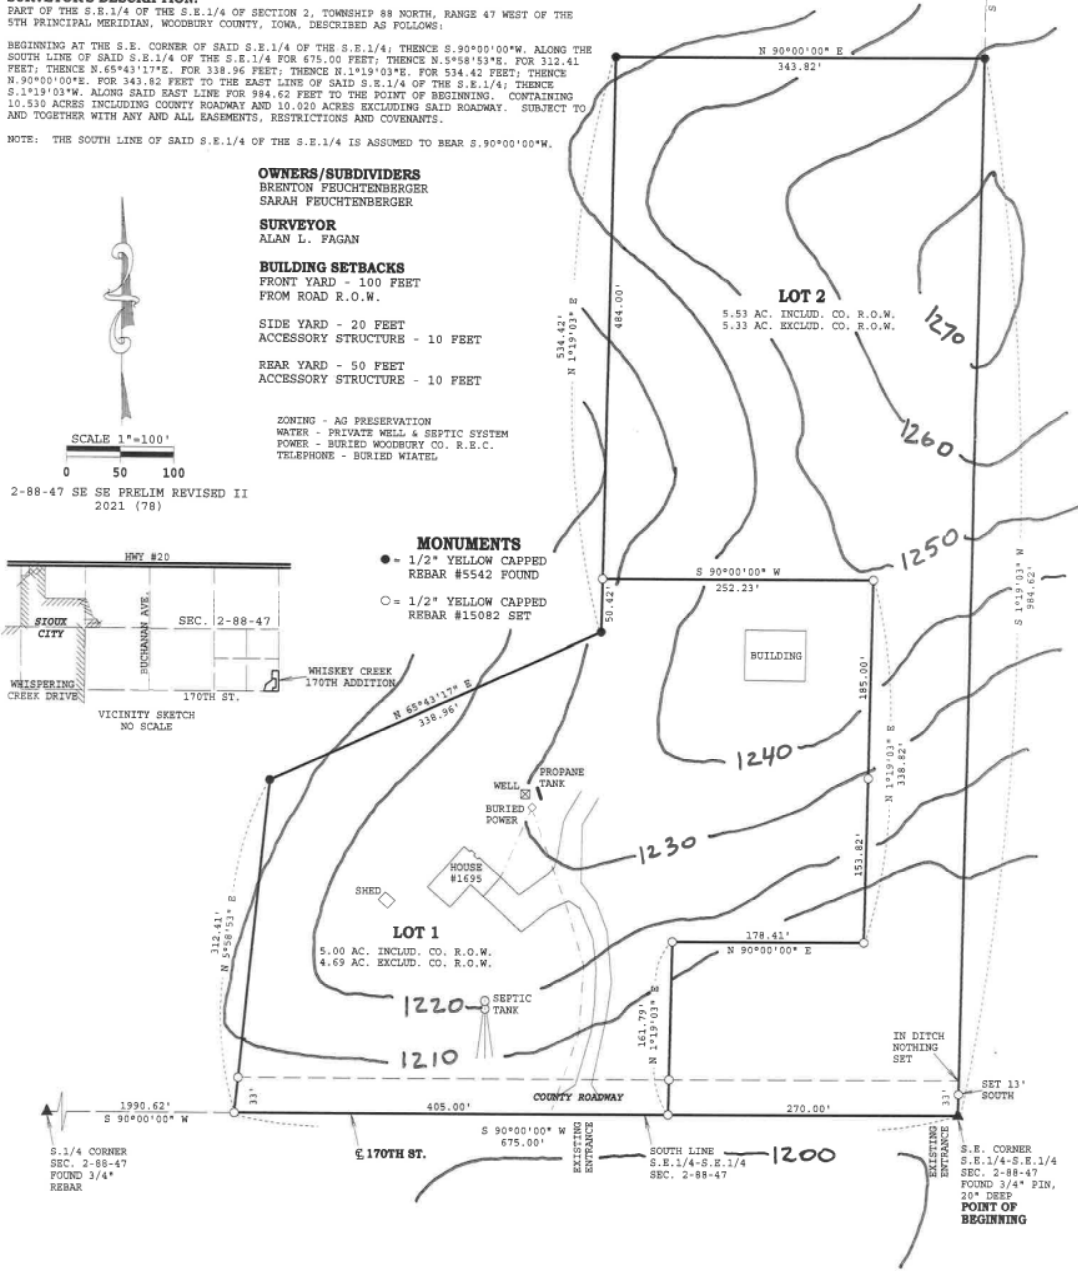 PART OF THE S.E.1/4 OF THE S.E.1/4 OF SECTION 2, TOWNSHIP 88 NORTH, RANGE 47 WEST OF THE
5TH PRINCIPAL MERIDIAN, WOODBURY COUNTY, IOWA, DESCRIBED AS FOLLOWS:
BEGINNING AT THE S.E. CORNER OF SAID S.E.1/4 OF THE S.E.1/4; THENCE S.90°00'00"W. ALONG THE
SOUTH LINE OF SAID S.E.1/4 OF THE S.E.1/4 FOR 675.00 FEET; THENCE N.5°58'53"E. FOR 312.41
FEET; THENCE N.65°43'17"E. FOR 338.96 FEET; THENCE N.1°19'03"E. FOR 534.42 FEET; THENCE
N.90°00'00"E. FOR 343.82 FEET TO THE EAST LINE OF SAID S.E.1/4 OF THE S.E.1/4; THENCE
S.1°19'03"W. ALONG SAID EAST LINE FOR 984.62 FEET TO THE POINT OF BEGINNING. CONTAINING
10.530 ACRES INCLUDING COUNTY ROADWAY AND 10.020 ACRES EXCLUDING SAID ROADWAY. SUBJECT TO
AND TOGETHER WITH ANY AND ALL EASEMENTS, RESTRICTIONS AND COVENANTS.
NOTE: THE SOUTH LINE OF SAID S.E.1/4 OF THE S.E.1/4 IS ASSUMED TO BEAR S.90°00'00"W.
OWNERS/SUBDIVIDERS
BRENTON FEUCHTENBERGER
SARAH FEUCHTENBERGER
SURVEYOR
ALAN L. FAGAN
BUILDING SETBACKS
FRONT YARD - 100 FEET
FROM ROAD R.O.W.
SIDE YARD - 20 FEET
ACCESSORY STRUCTURE - 10 FEET
REAR YARD - 50 FEET
ACCESSORY STRUCTURE - 10 FEET
ZONING - AG PRESERVATION
WATER - PRIVATE WELL & SEPTIC SYSTEM
POWER - BURIED WOODBURY CO. R.E.C.
TELEPHONE - BURIED WIATEL
SCALE 1"=100'
0 50 100
2-88-47 SE SE PRELIM REVISED II
2021 (78)
MONUMENTS
= 1/2" YELLOW CAPPED
REBAR #5542 FOUND
= 1/2" YELLOW CAPPED
REBAR #15082 SET
HWY #20
SIOUX
CITY
BUCHANAN AVE.
SEC. 2-88-47
WHISPERING
CREEK DRIVE
170TH ST.
WHISKEY CREEK
170TH ADDITION
VICINITY SKETCH
NO SCALE
S
N 90°00'00" E
343.82'
484.00'
534.42'
N 1°19'03" E
LOT 2
5.53 AC. INCLUD. CO. R.O.W.
5.33 AC. EXCLUD. CO. R.O.W.
1270
1260
1250
S 1°19'03" W
984.62'
S 90°00'00" W
252.23'
50.42'
BUILDING
185.00'
N 1°19'03" E
338.82'
1240
N 65°43'17" E
338.96'
WELL
PROPANE
TANK
BURIED
POWER
1230
153.82'
HOUSE
#1695
SHED
LOT 1
5.00 AC. INCLUD. CO. R.O.W.
4.69 AC. EXCLUD. CO. R.O.W.
312.41'
N 5°58'53" E
178.41'
N 90°00'00" E
161.79'
N 1°19'03" E
1220
SEPTIC
TANK
1210
IN DITCH
NOTHING
SET
SET 13'
SOUTH
33'
33'
COUNTY ROADWAY
1990.62'
S 90°00'00" W
405.00'
270.00'
S 90°00'00" W
675.00'
℄ 170TH ST.
EXISTING
ENTRANCE
SOUTH LINE
S.E.1/4-S.E.1/4
SEC. 2-88-47
1200
EXISTING
ENTRANCE
S.1/4 CORNER
SEC. 2-88-47
FOUND 3/4"
REBAR
S.E. CORNER
S.E.1/4-S.E.1/4
SEC. 2-88-47
FOUND 3/4" PIN,
20" DEEP
POINT OF
BEGINNING